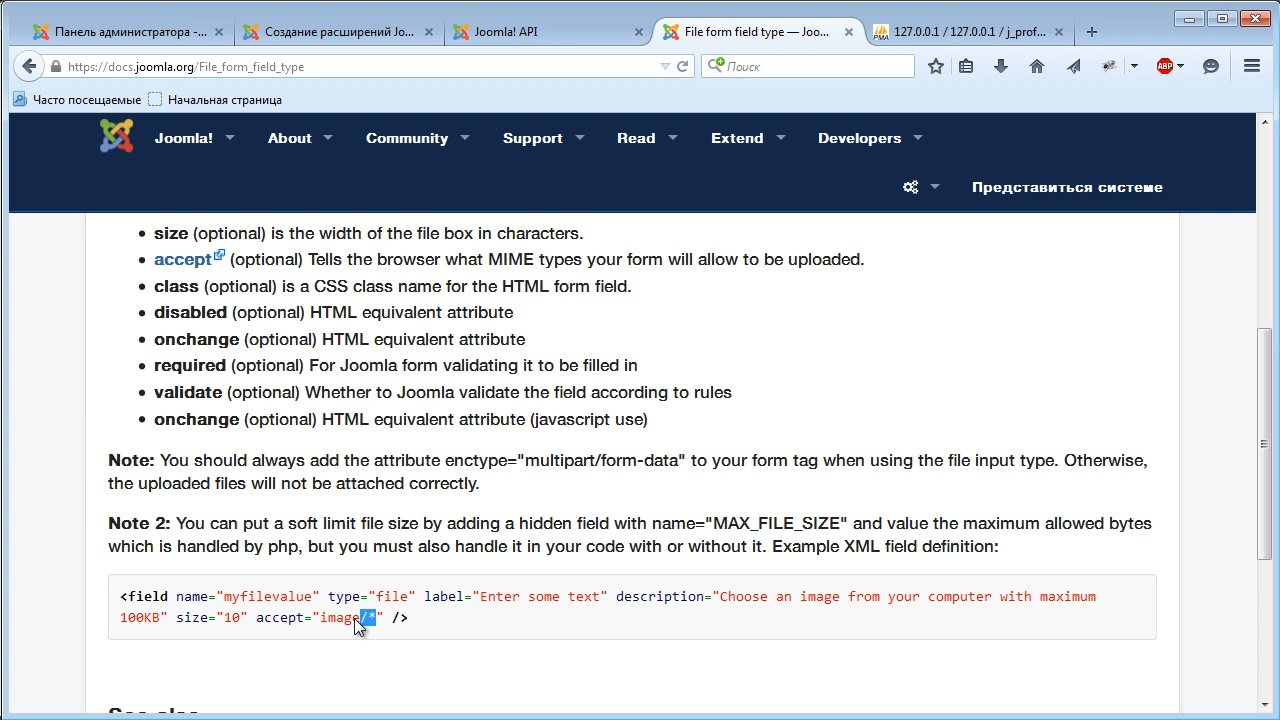 Панель администратора -...
Создание расширений Jo...
Joomla! API
File form field type — Joo...
127.0.0.1 / 127.0.0.1 / j_prof...
https://docs.joomla.org/File_form_field_type
Поиск
ABP
Часто посещаемые
Начальная страница
Joomla!
About
Community
Support
Read
Extend
Developers
Представиться системе
• size (optional) is the width of the file box in characters.
• accept (optional) Tells the browser what MIME types your form will allow to be uploaded.
• class (optional) is a CSS class name for the HTML form field.
• disabled (optional) HTML equivalent attribute
• onchange (optional) HTML equivalent attribute
• required (optional) For Joomla form validating it to be filled in
• validate (optional) Whether to Joomla validate the field according to rules
• onchange (optional) HTML equivalent attribute (javascript use)
Note: You should always add the attribute enctype="multipart/form-data" to your form tag when using the file input type. Otherwise,
the uploaded files will not be attached correctly.
Note 2: You can put a soft limit file size by adding a hidden field with name="MAX_FILE_SIZE" and value the maximum allowed bytes
which is handled by php, but you must also handle it in your code with or without it. Example XML field definition:
<field name="myfilevalue" type="file" label="Enter some text" description="Choose an image from your computer with maximum
100KB" size="10" accept="image/*" />
See also